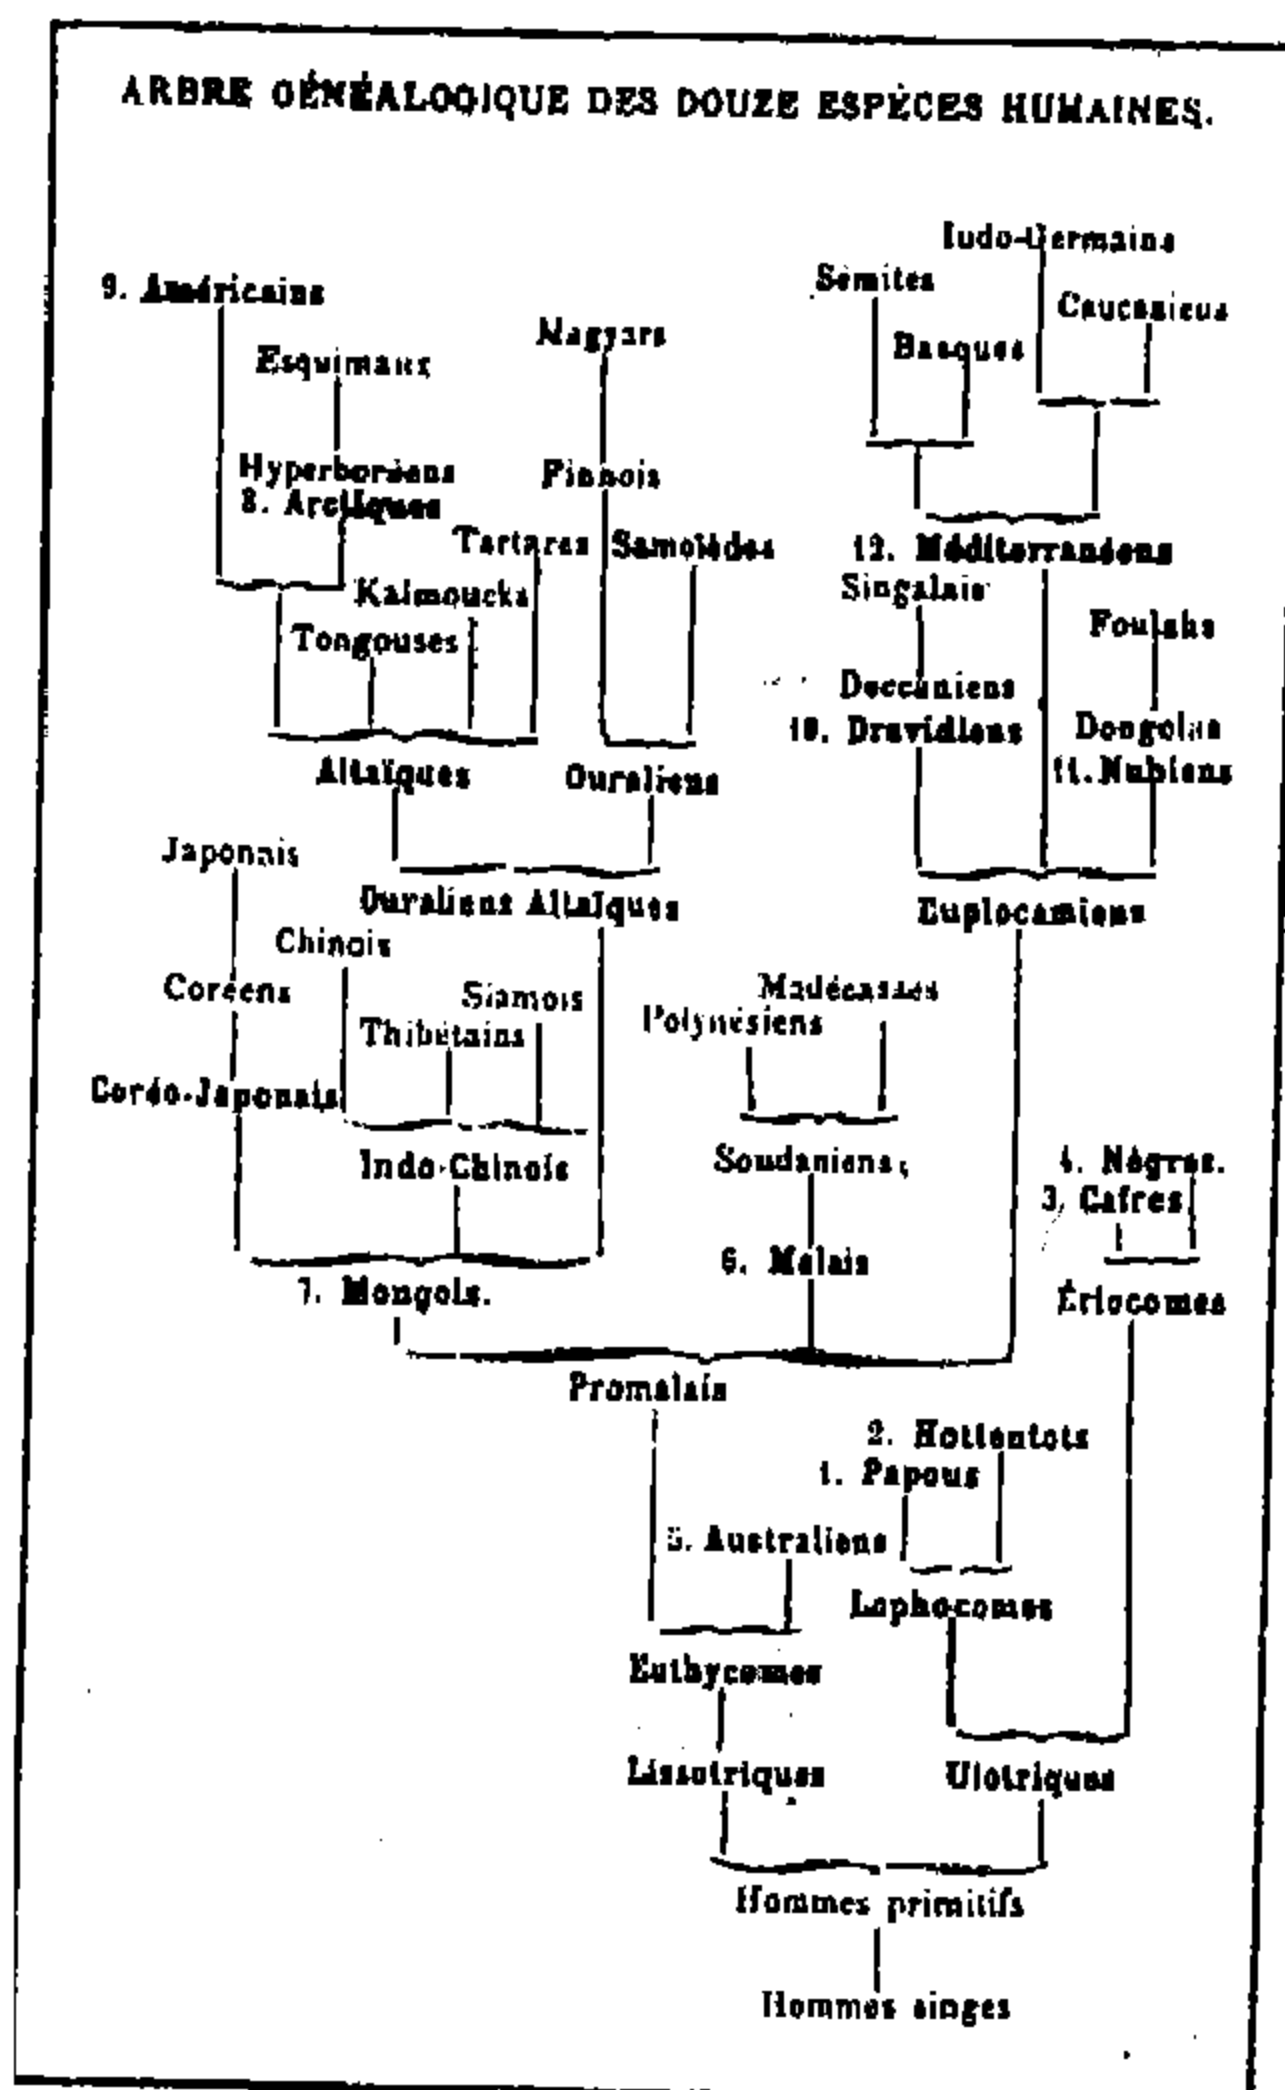 ARBRE GÉNÉALOGIQUE DES DOUZE ESPÈCES HUMAINES.
Indo-Germains
Sémites
9. Américains
Caucasiens
Magyars
Basques
Esquimaux
Hyperboréens
Finnois
8. Arctiques
Tartares
Samoïèdes
12. Méditerranéens
Kalmoucks
Singalais
Tongouses
Foulahs
Deccaniens
10. Dravidiens
Dongolas
Altaïques
Ouraliens
11. Nubiens
Japonais
Ouraliens Altaïques
Euplocamiens
Chinois
Coréens
Siamois
Madécasses
Thibétains
Polynésiens
Coréo-Japonais
Indo-Chinois
Soudaniens
4. Nègres.
3. Cafres
6. Malais
7. Mongols.
Ériocomes
Promalais
2. Hottentots
1. Papous
5. Australiens
Lophocomes
Euthycomes
Lissotriques
Ulotriques
Hommes primitifs
Hommes singes